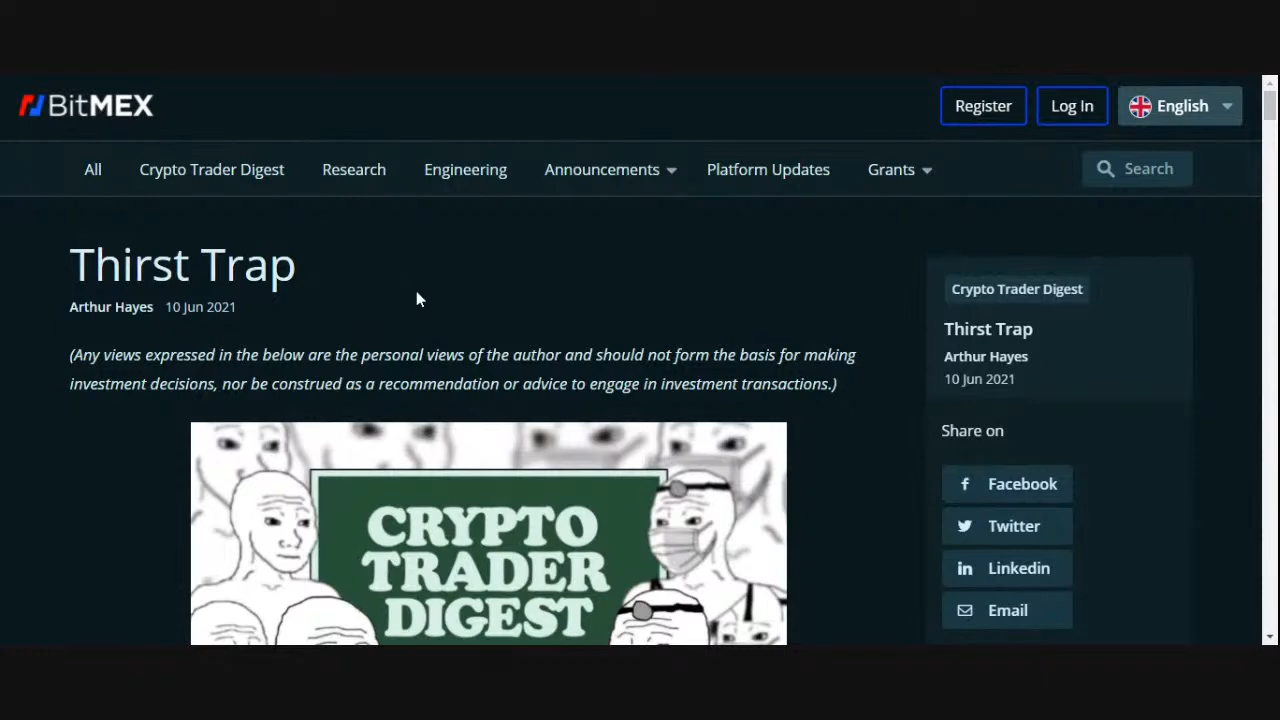 BitMEX
Register
Log In
English
All
Crypto Trader Digest
Research
Engineering
Announcements
Platform Updates
Grants
Search
Thirst Trap
Arthur Hayes 10 Jun 2021
(Any views expressed in the below are the personal views of the author and should not form the basis for making
investment decisions, nor be construed as a recommendation or advice to engage in investment transactions.)
CRYPTO
TRADER
DIGEST
Crypto Trader Digest
Thirst Trap
Arthur Hayes
10 Jun 2021
Share on
Facebook
Twitter
Linkedin
Email